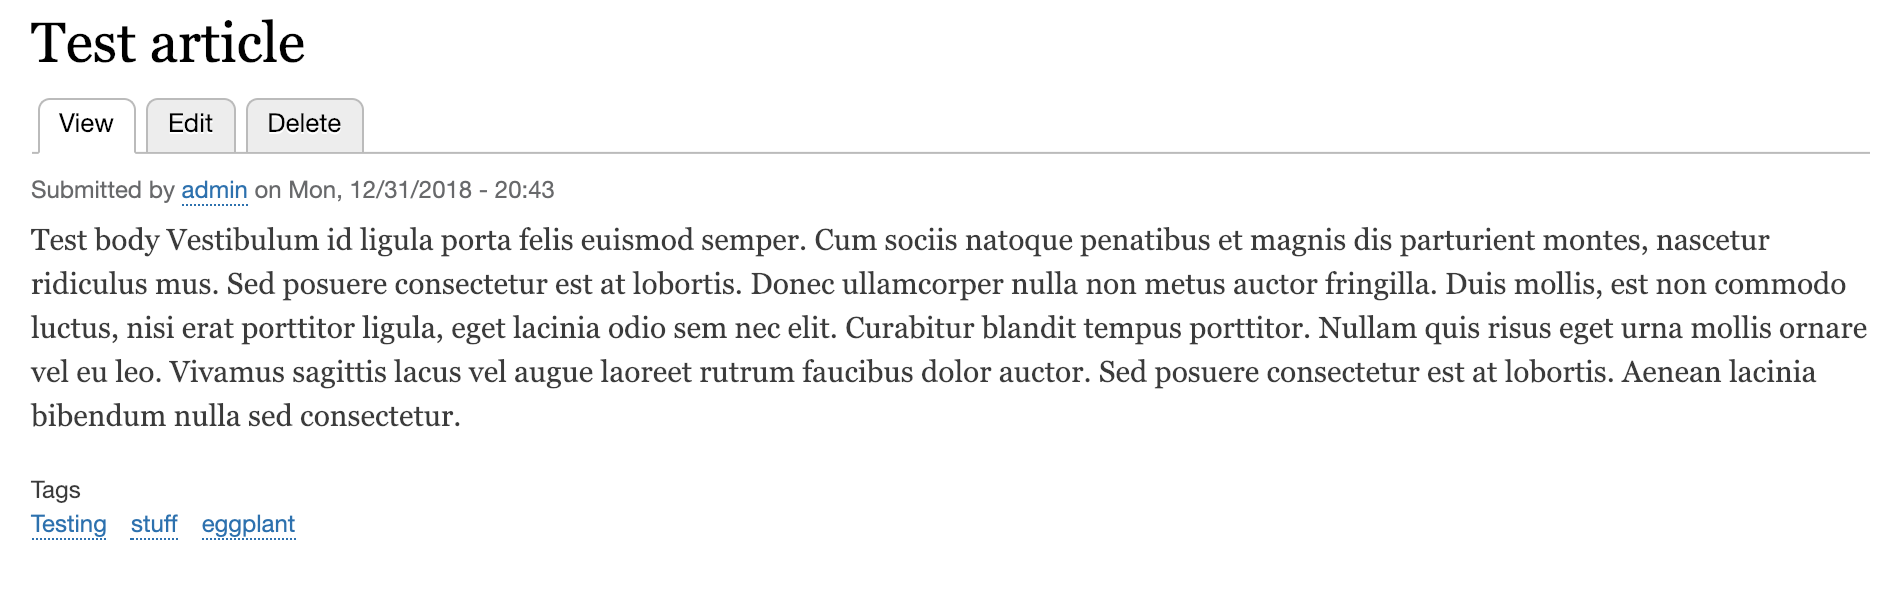 Test article
View Edit Delete
Submitted by admin on Mon, 12/31/2018 - 20:43
Test body Vestibulum id ligula porta felis euismod semper. Cum sociis natoque penatibus et magnis dis parturient montes, nascetur
ridiculus mus. Sed posuere consectetur est at lobortis. Donec ullamcorper nulla non metus auctor fringilla. Duis mollis, est non commodo
luctus, nisi erat porttitor ligula, eget lacinia odio sem nec elit. Curabitur blandit tempus porttitor. Nullam quis risus eget urna mollis ornare
vel eu leo. Vivamus sagittis lacus vel augue laoreet rutrum faucibus dolor auctor. Sed posuere consectetur est at lobortis. Aenean lacinia
bibendum nulla sed consectetur.
Tags
Testing stuff eggplant